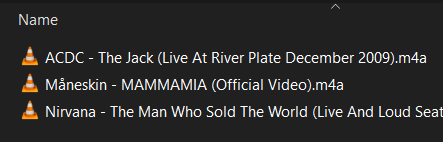 Name
ACDC - The Jack (Live At River Plate December 2009).m4a
Måneskin - MAMMAMIA (Official Video).m4a
Nirvana - The Man Who Sold The World (Live And Loud Seat